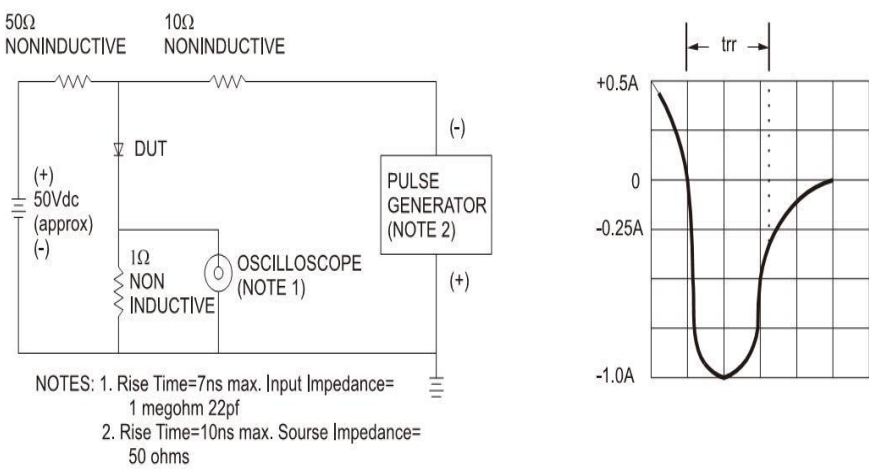 50Ω
NONINDUCTIVE
10Ω
NONINDUCTIVE
DUT
(+)
50Vdc
(approx)
(-)
1Ω
NON
INDUCTIVE
OSCILLOSCOPE
(NOTE 1)
(-)
PULSE
GENERATOR
(NOTE 2)
(+)
NOTES: 1. Rise Time=7ns max. Input Impedance=
1 megohm 22pf
2. Rise Time=10ns max. Sourse Impedance=
50 ohms
trr
+0.5A
0
-0.25A
-1.0A